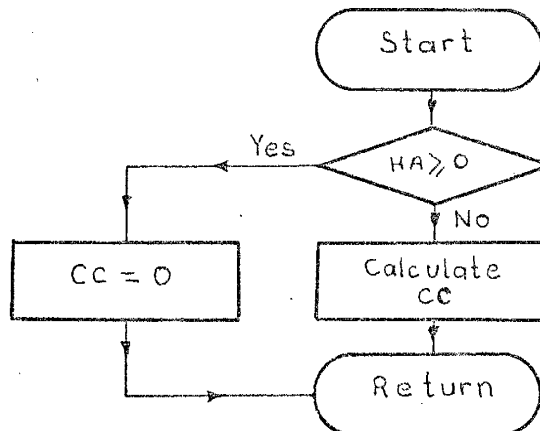 Start
HA ⩾ 0
Yes
No
CC = 0
Calculate
CC
Return